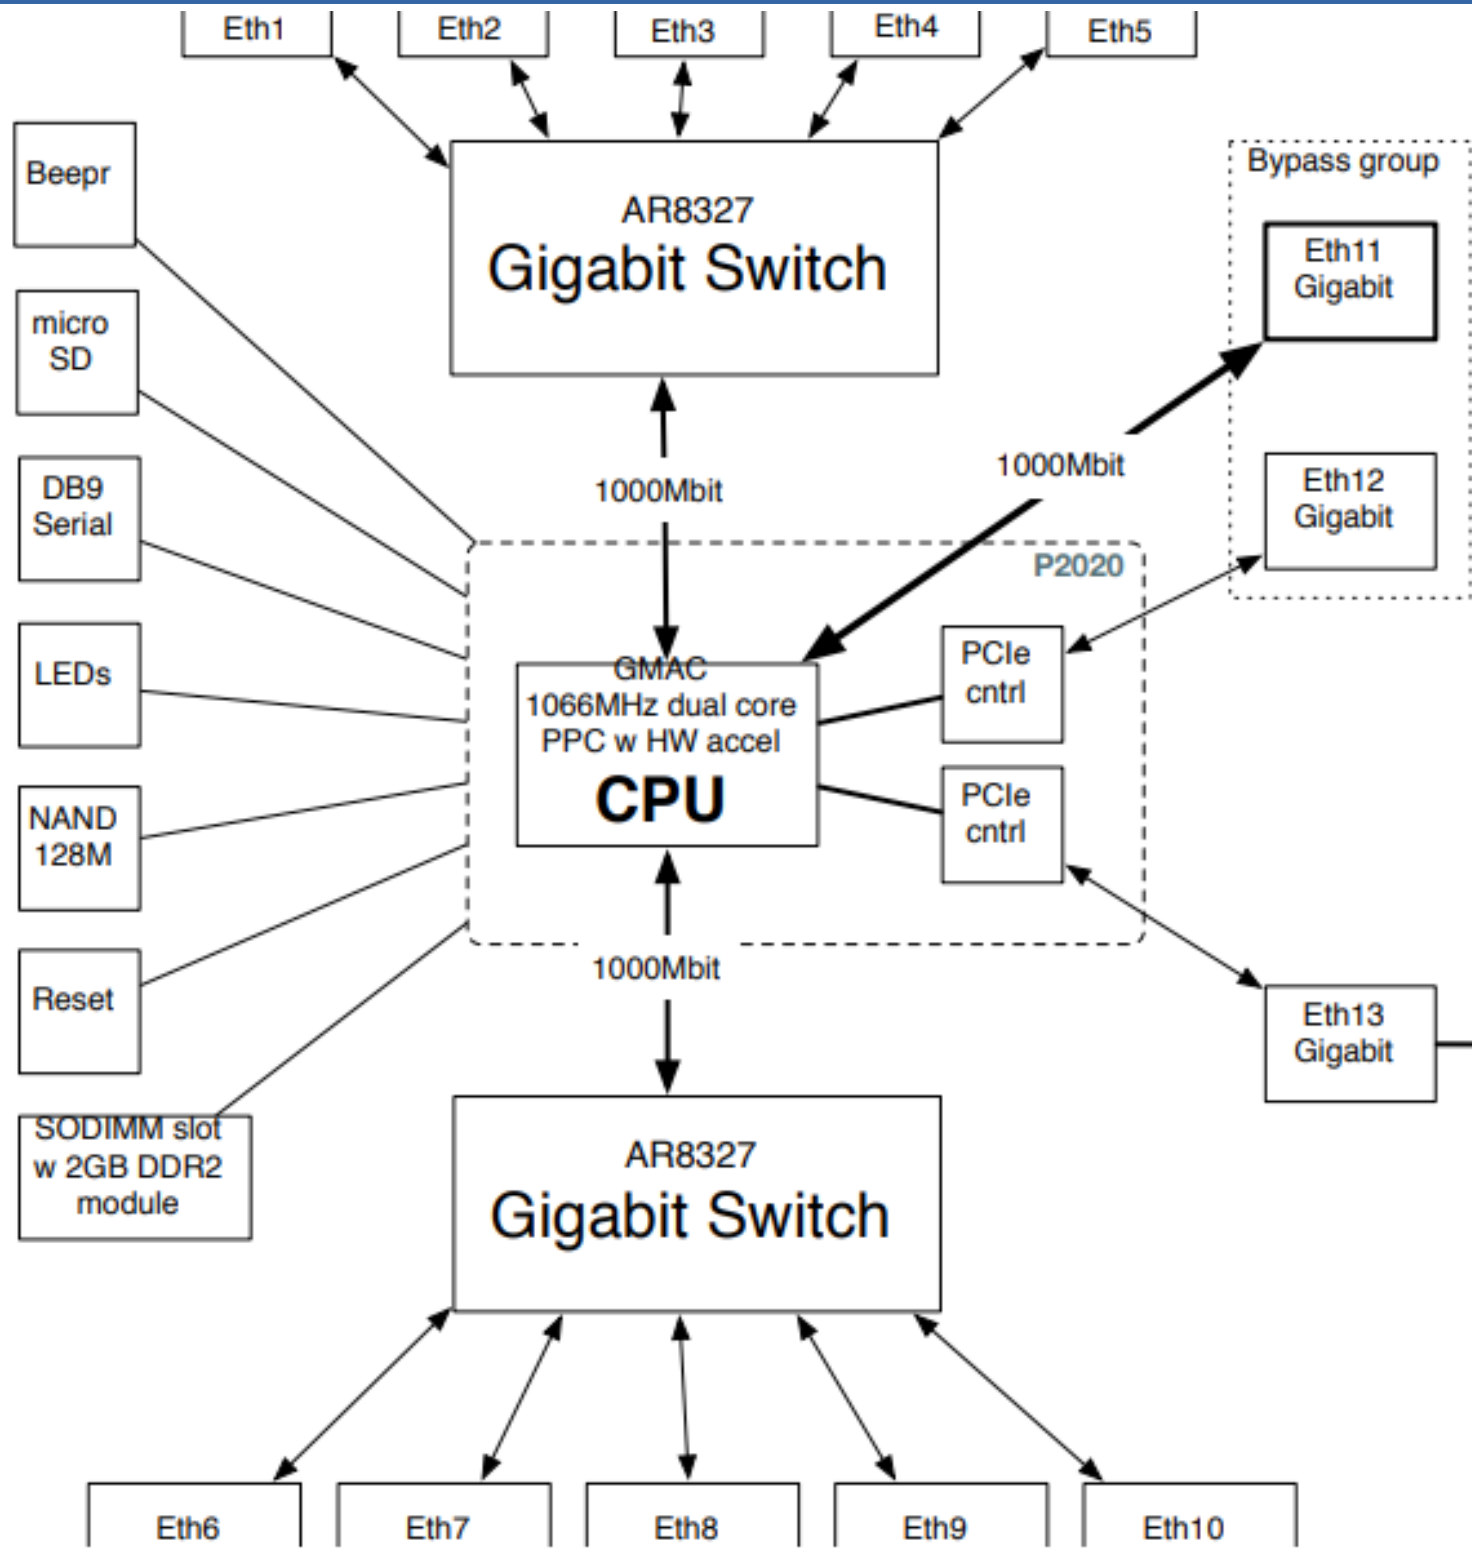 Eth1
Eth2
Eth3
Eth4
Eth5
Beepr
AR8327
Gigabit Switch
Bypass group
Eth11
Gigabit
micro
SD
1000Mbit
1000Mbit
DB9
Serial
Eth12
Gigabit
P2020
LEDs
GMAC
1066MHz dual core
PPC w HW accel
CPU
PCIe
cntrl
PCIe
cntrl
NAND
128M
Reset
1000Mbit
Eth13
Gigabit
SODIMM slot
w 2GB DDR2
module
AR8327
Gigabit Switch
Eth6
Eth7
Eth8
Eth9
Eth10